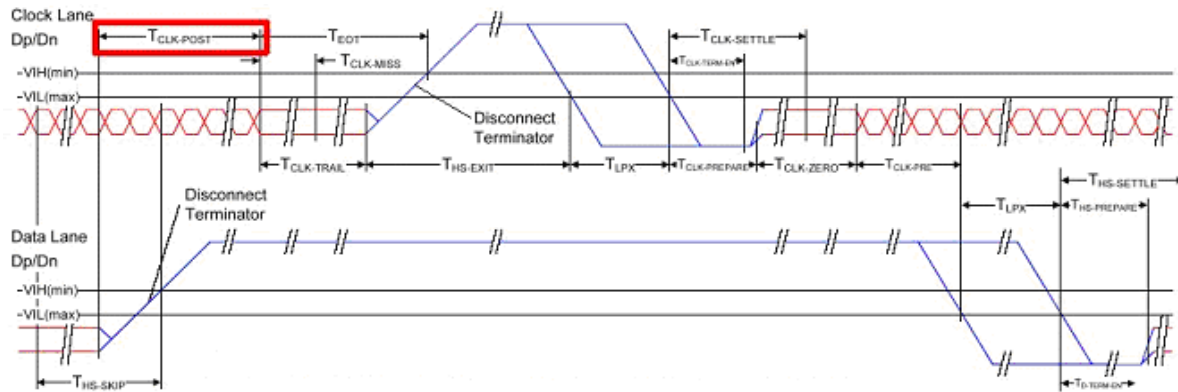 Clock Lane
Dp/Dn
TCLK-POST
TEOT
TCLK-SETTLE
TCLK-MISS
TCLK-TERM-EN
VIH(min)
VIL(max)
Disconnect
Terminator
TCLK-TRAIL
THS-EXIT
TLPX
TCLK-PREPARE
TCLK-ZERO
TCLK-PRE
THS-SETTLE
Disconnect
Terminator
TLPX
THS-PREPARE
Data Lane
Dp/Dn
VIH(min)
VIL(max)
THS-SKIP
TD-TERM-EN